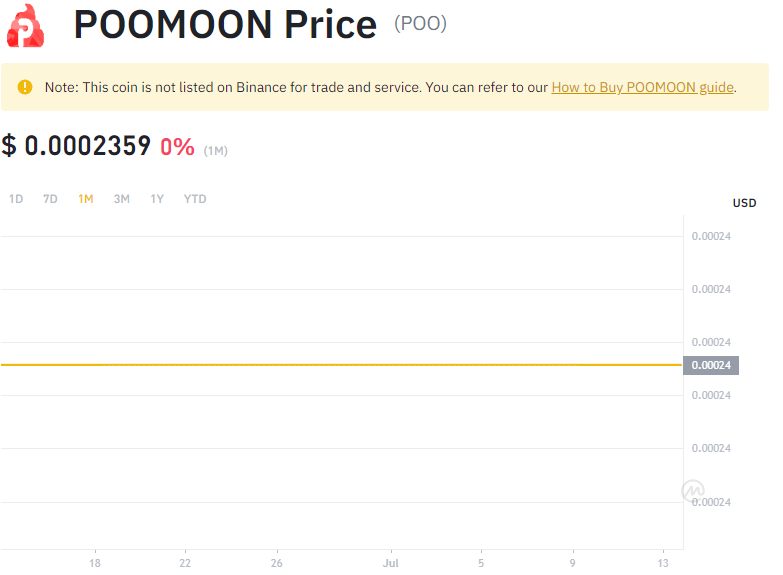 POOMOON Price (POO)
Note: This coin is not listed on Binance for trade and service. You can refer to our How to Buy POOMOON guide.
$ 0.0002359 0% (1M)
1D 7D 1M 3M 1Y YTD
USD
0.00024
0.00024
0.00024
0.00024
0.00024
0.00024
0.00024
18 22 26 Jul 5 9 13